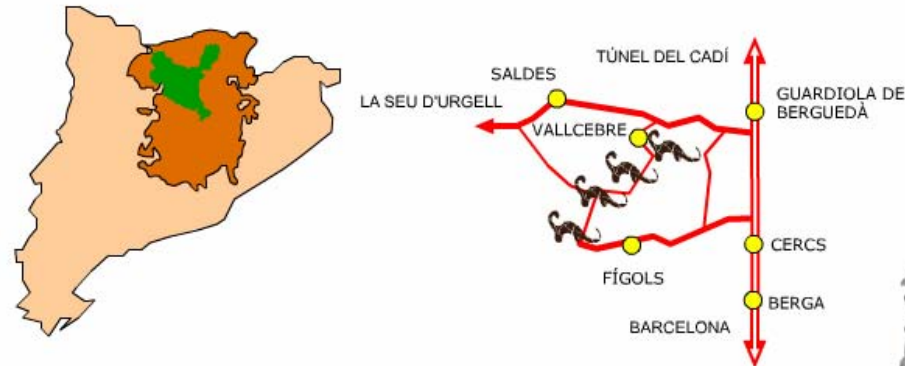 TÚNEL DEL CADÍ
SALDES
LA SEU D'URGELL
GUARDIOLA DE
BERGUEDÀ
VALLCEBRE
CERCS
FÍGOLS
BERGA
BARCELONA